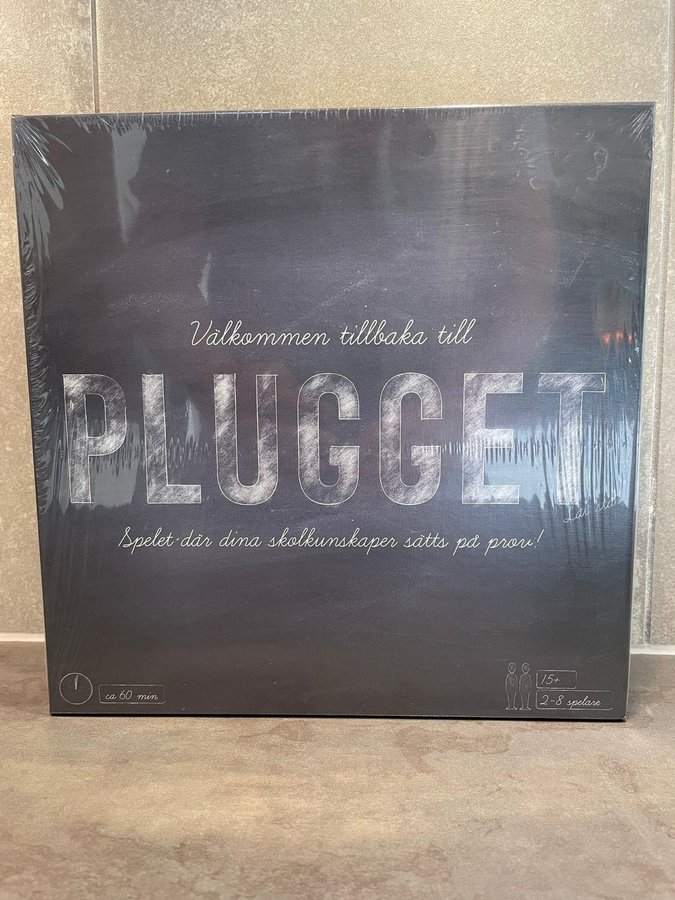 Välkommen tillbaka till
PLUGGET
Spelet där dina skolkunskaper sätts på prov!
ca 60 min
15+
2-8 spelare